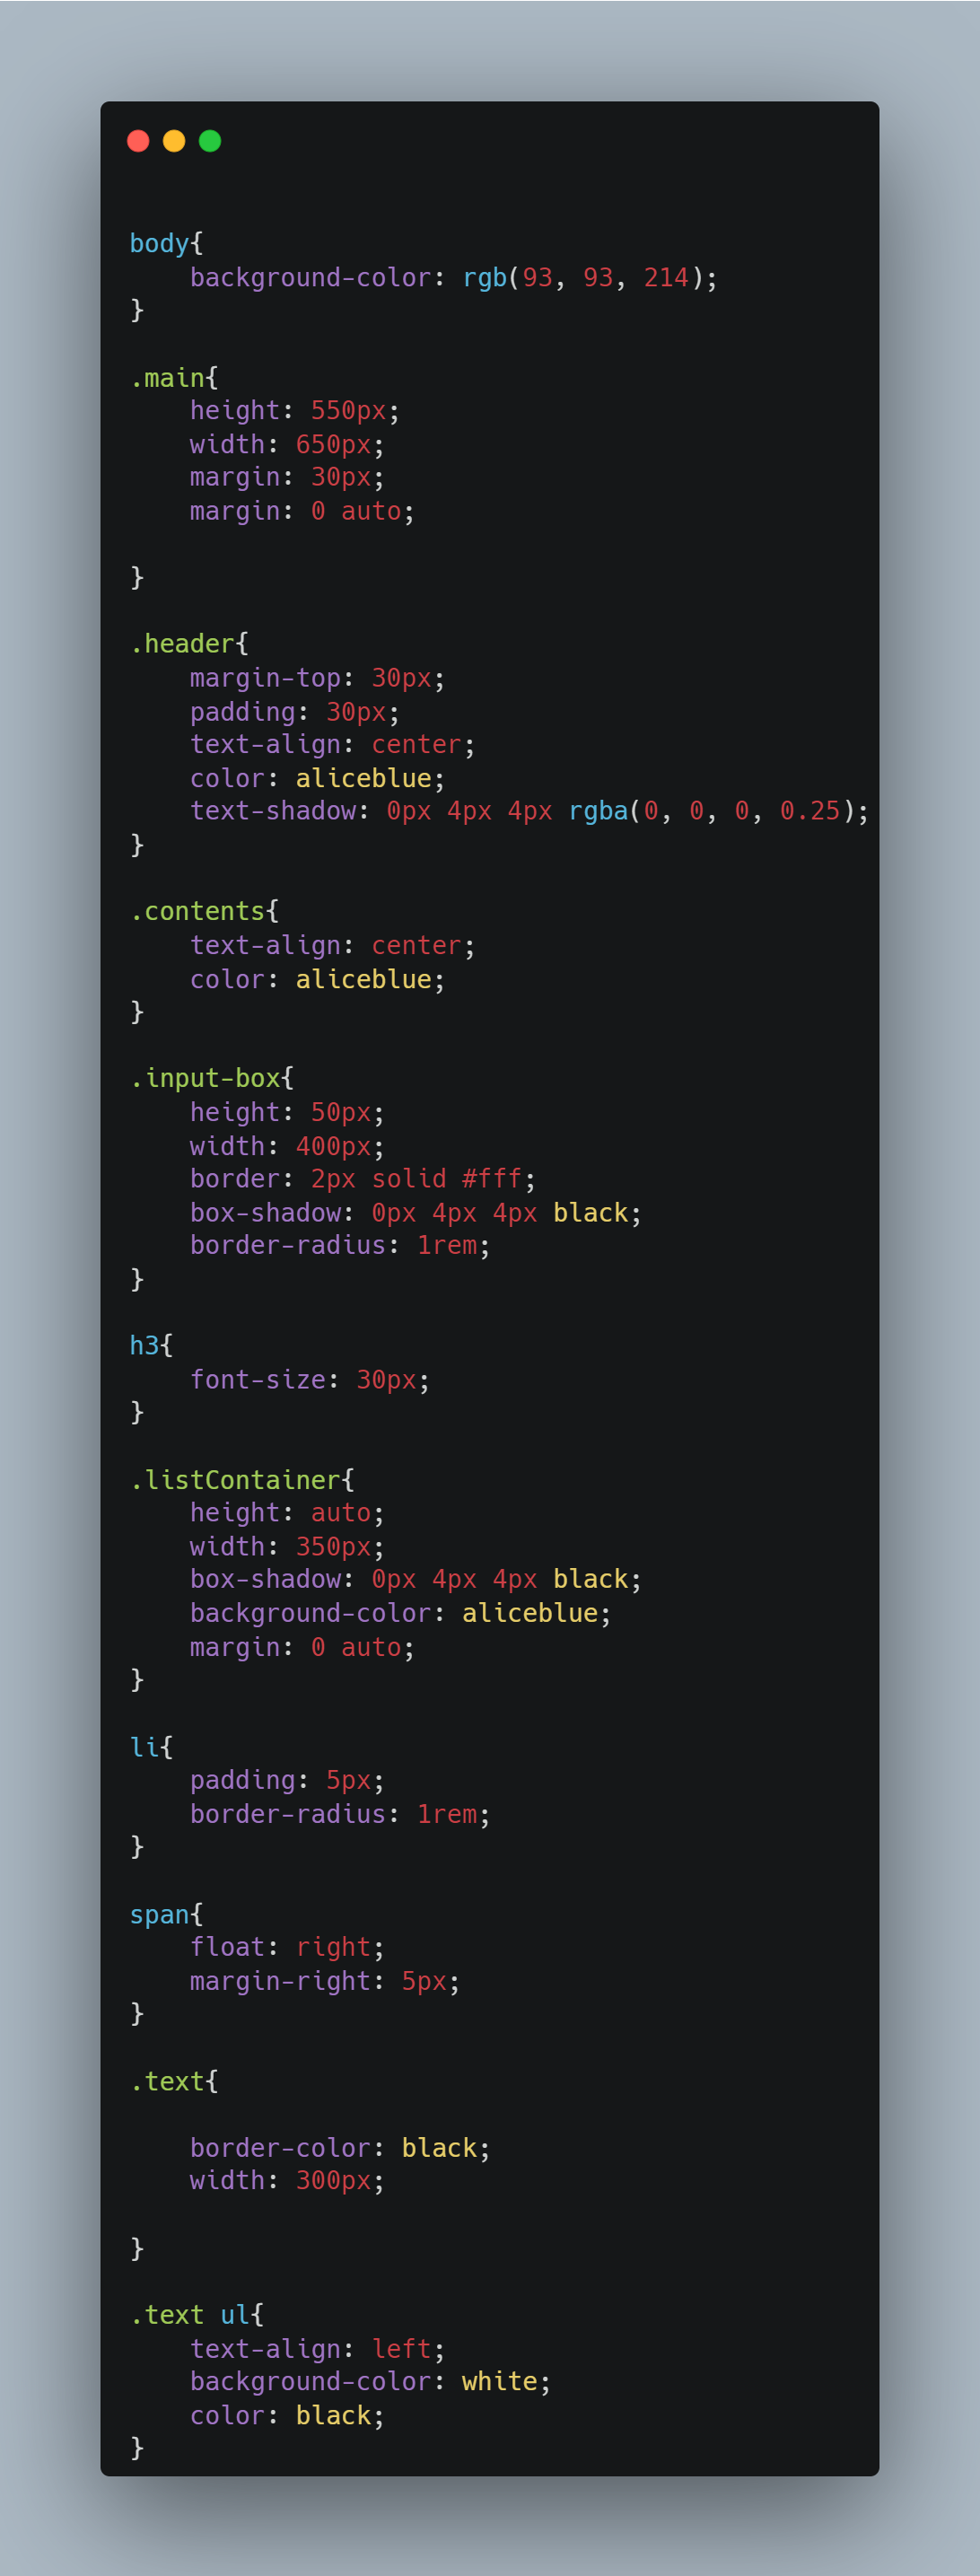 body{
    background-color: rgb(93, 93, 214);
}

.main{
    height: 550px;
    width: 650px;
    margin: 30px;
    margin: 0 auto;

}

.header{
    margin-top: 30px;
    padding: 30px;
    text-align: center;
    color: aliceblue;
    text-shadow: 0px 4px 4px rgba(0, 0, 0, 0.25);
}

.contents{
    text-align: center;
    color: aliceblue;
}

.input-box{
    height: 50px;
    width: 400px;
    border: 2px solid #fff;
    box-shadow: 0px 4px 4px black;
    border-radius: 1rem;
}

h3{
    font-size: 30px;
}

.listContainer{
    height: auto;
    width: 350px;
    box-shadow: 0px 4px 4px black;
    background-color: aliceblue;
    margin: 0 auto;
}

li{
    padding: 5px;
    border-radius: 1rem;
}

span{
    float: right;
    margin-right: 5px;
}

.text{

    border-color: black;
    width: 300px;

}

.text ul{
    text-align: left;
    background-color: white;
    color: black;
}